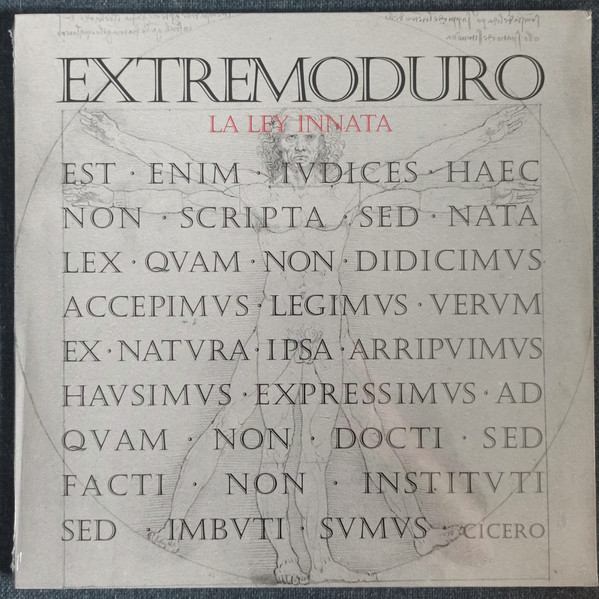 EXTREMODURO
LA LEY INNATA
EST · ENIM · IVDICES · HAEC
NON · SCRIPTA · SED · NATA
LEX · QVAM · NON · DIDICIMVS
ACCEPIMVS · LEGIMVS · VERVM
EX · NATVRA · IPSA · ARRIPVIMVS
HAVSIMVS · EXPRESSIMVS · AD
QVAM · NON · DOCTI · SED
FACTI · NON · INSTITVTI
SED · IMBVTI · SVMVS · CICERO